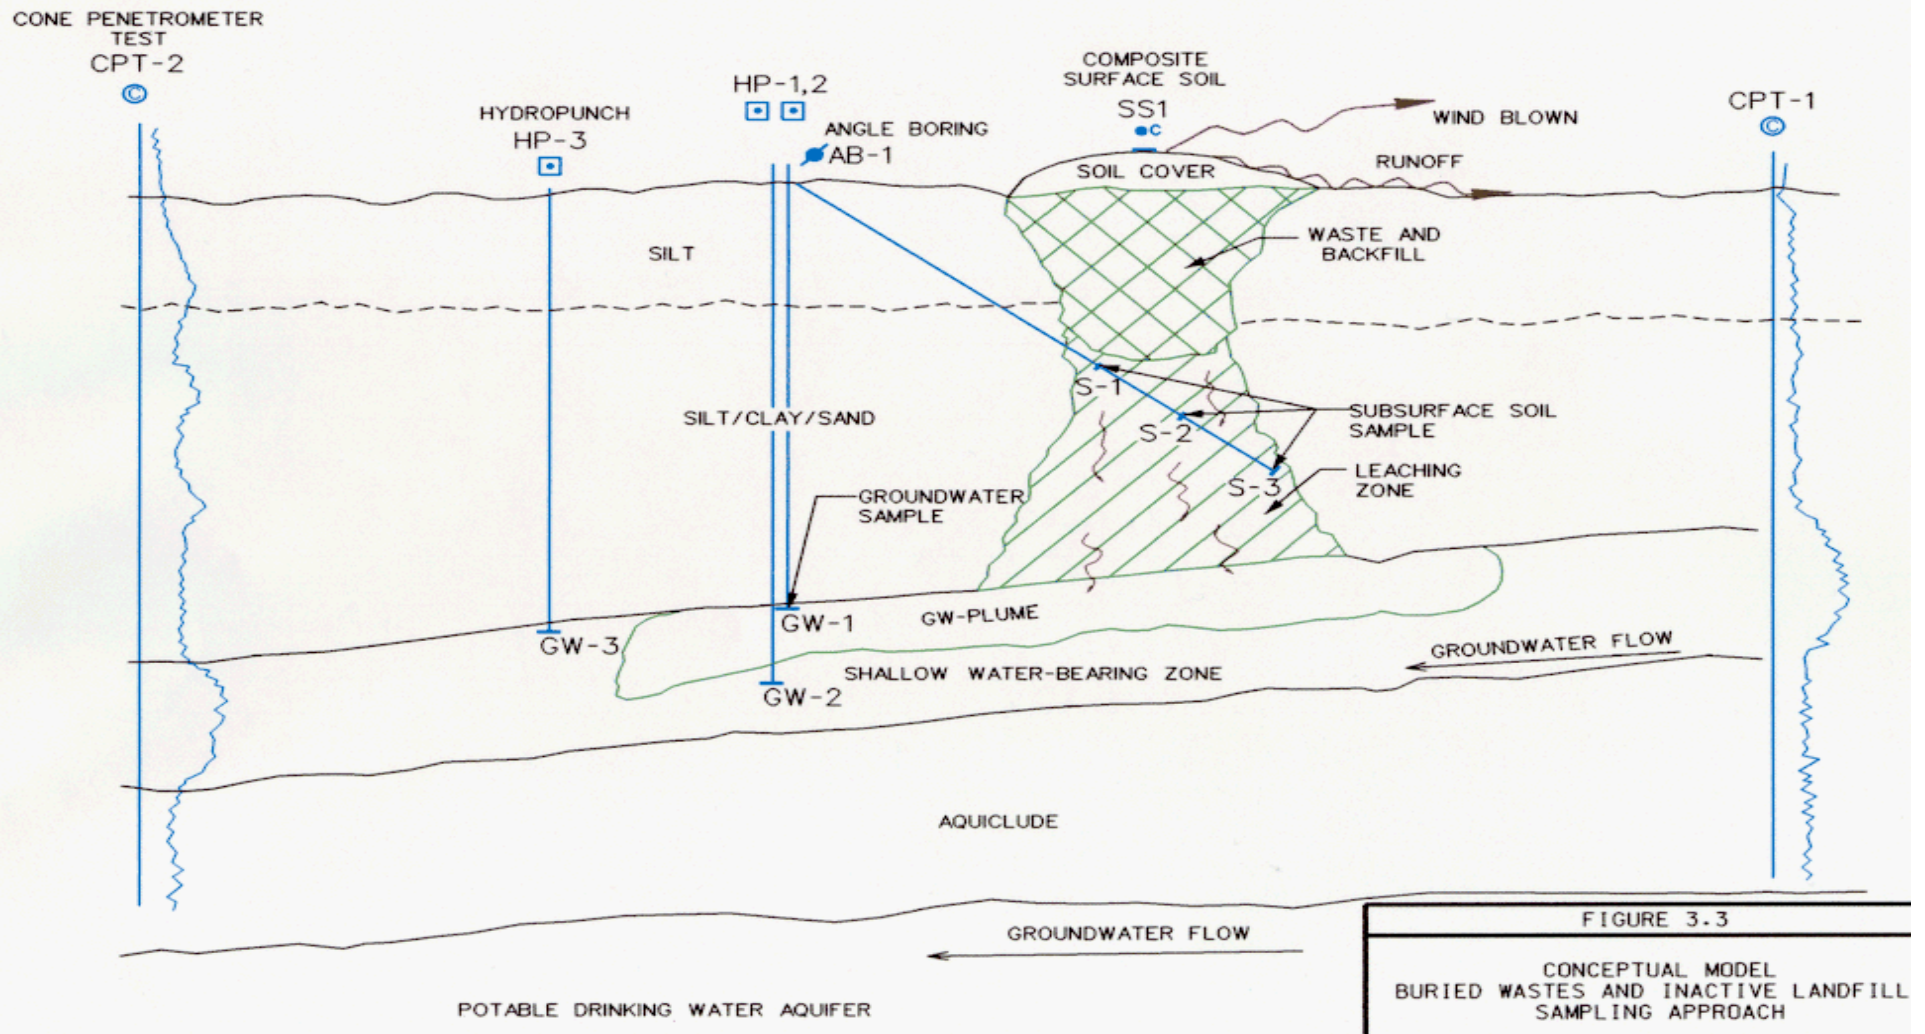 CONE PENETROMETER
TEST
CPT-2
©
HYDROPUNCH
HP-3
HP-1,2
ANGLE BORING
AB-1
COMPOSITE
SURFACE SOIL
SS1
C
WIND BLOWN
RUNOFF
CPT-1
©
SOIL COVER
SILT
WASTE AND
BACKFILL
S-1
SILT/CLAY/SAND
S-2
SUBSURFACE SOIL
SAMPLE
S-3
LEACHING
ZONE
GROUNDWATER
SAMPLE
GW-3
GW-1
GW-PLUME
GW-2
SHALLOW WATER-BEARING ZONE
GROUNDWATER FLOW
AQUICLUDE
GROUNDWATER FLOW
POTABLE DRINKING WATER AQUIFER
FIGURE 3.3
CONCEPTUAL MODEL
BURIED WASTES AND INACTIVE LANDFILL
SAMPLING APPROACH